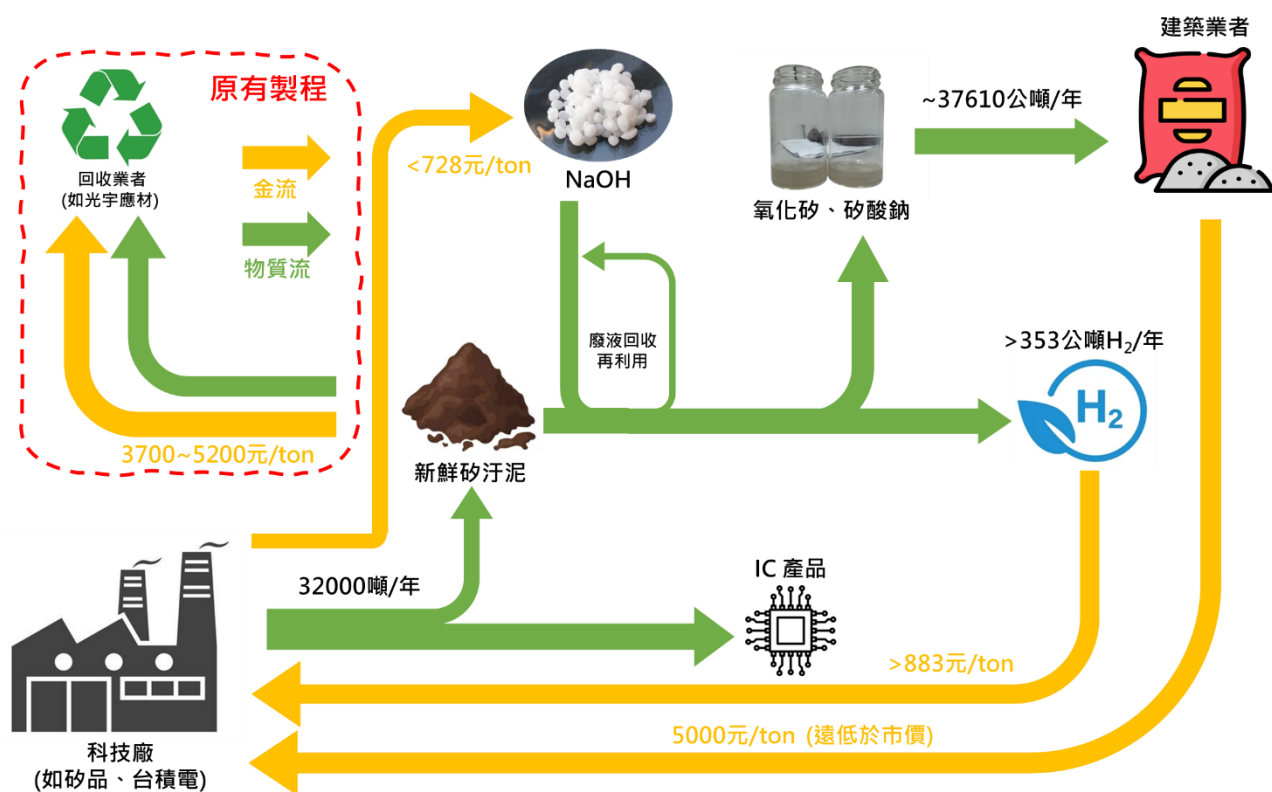 建築業者
原有製程
回收業者
(如光宇應材)
金流
物質流
3700~5200元/ton
<728元/ton
NaOH
氧化矽、矽酸鈉
~37610公噸/年
廢液回收
再利用
>353公噸H₂/年
H₂
新鮮矽汙泥
32000噸/年
IC 產品
>883元/ton
5000元/ton (遠低於市價)
科技廠
(如矽品、台積電)